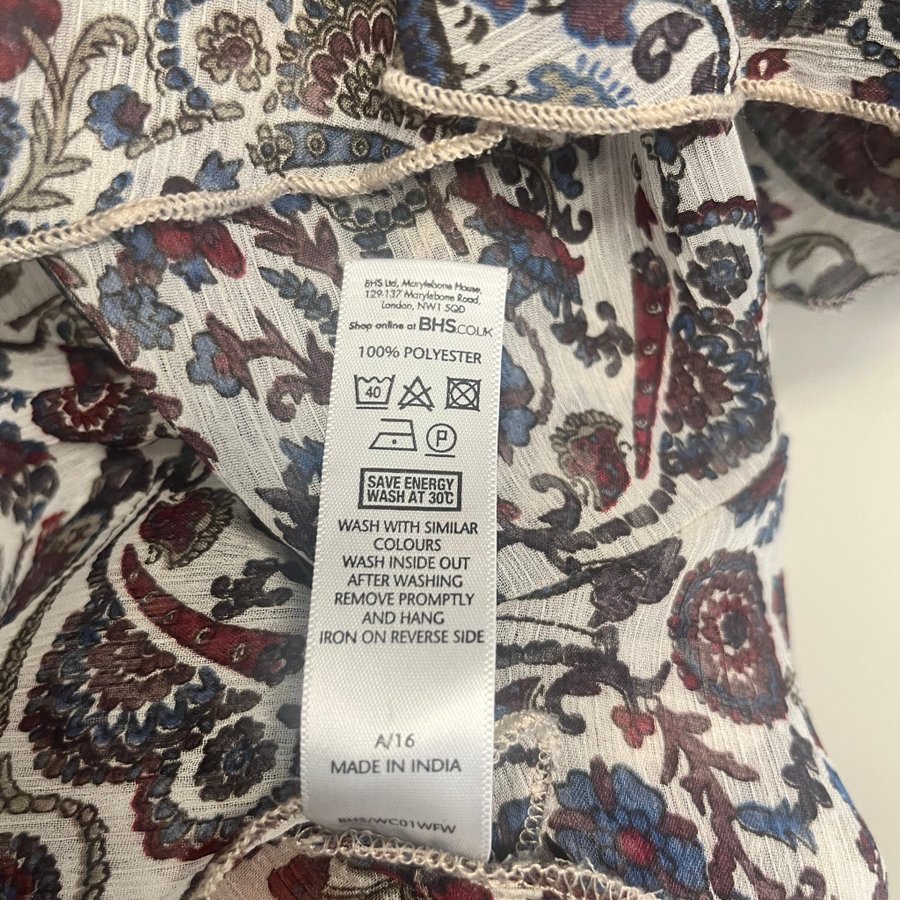 BHS Ltd, Marylebone House,
129-137 Marylebone Road,
London, NW1 5QD
Shop online at BHS.CO.UK
100% POLYESTER
40
P
SAVE ENERGY
WASH AT 30°C
WASH WITH SIMILAR
COLOURS
WASH INSIDE OUT
AFTER WASHING
REMOVE PROMPTLY
AND HANG
IRON ON REVERSE SIDE
A/16
MADE IN INDIA
BHS/WC01WFW